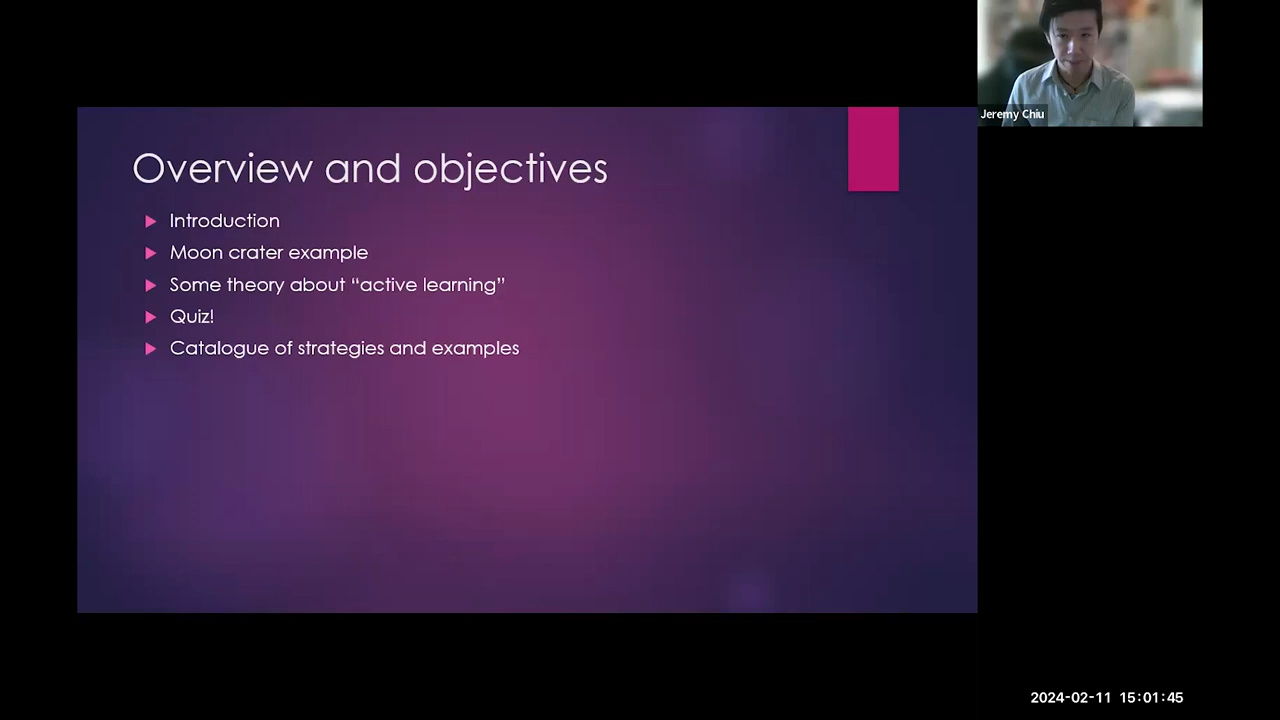 Jeremy Chiu
Overview and objectives
Introduction
Moon crater example
Some theory about “active learning”
Quiz!
Catalogue of strategies and examples
2024-02-11 15:01:45